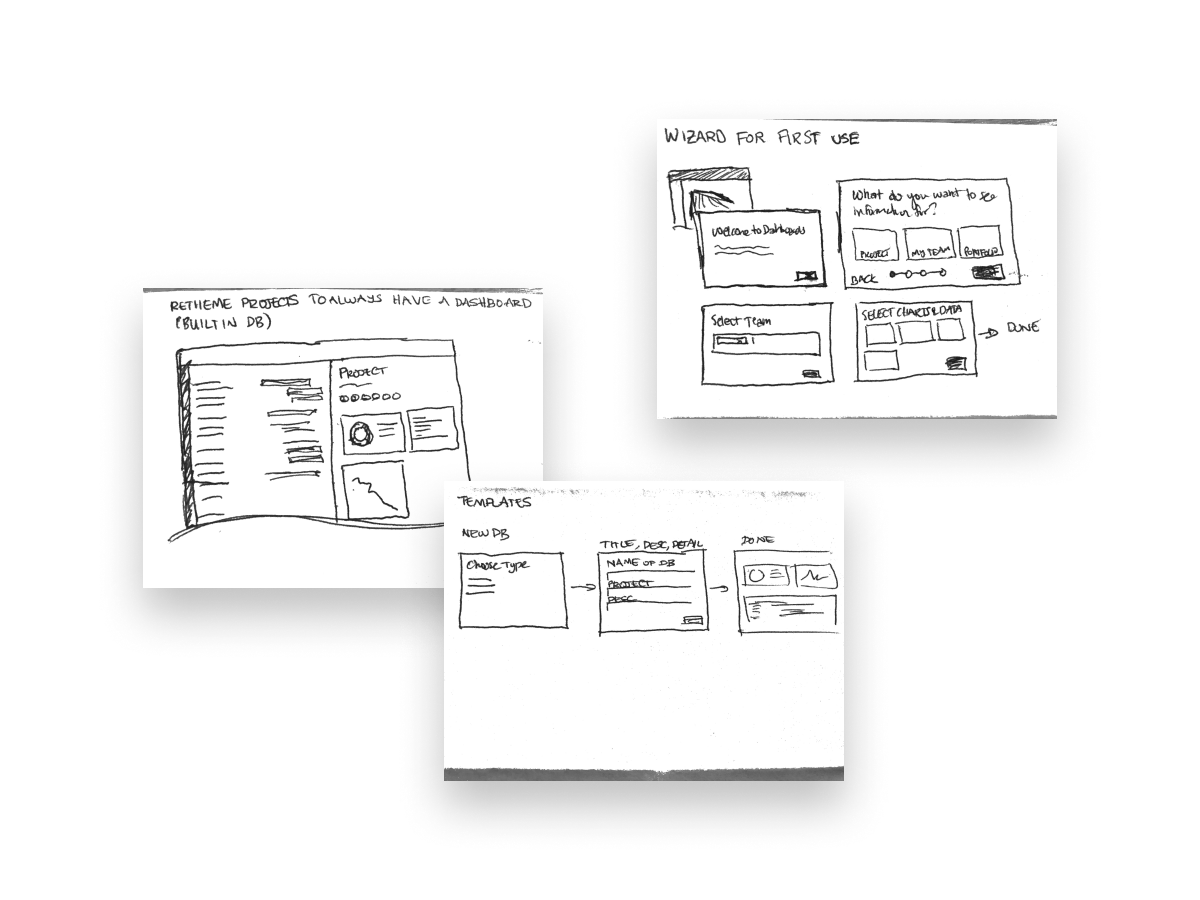 WIZARD FOR FIRST USE
Welcome to Dashboards
What do you want to see
information for?
PROJECT
MY TEAM
PORTFOLIO
BACK
Select Team
SELECT CHARTS & DATA
DONE
RETHEME PROJECTS TO ALWAYS HAVE A DASHBOARD
(BUILT IN DB)
PROJECT
TEMPLATES
NEW DB
Choose Type
TITLE, DESC, DETAIL
NAME OF DB
PROJECT
DESC
DONE